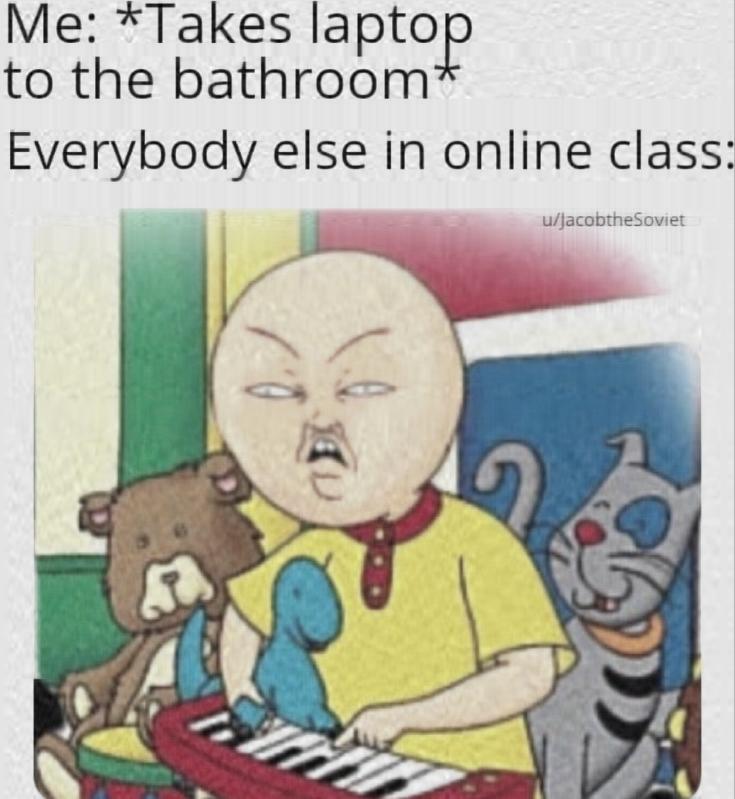 Me: *Takes laptop
to the bathroom*
Everybody else in online class:
u/JacobtheSoviet